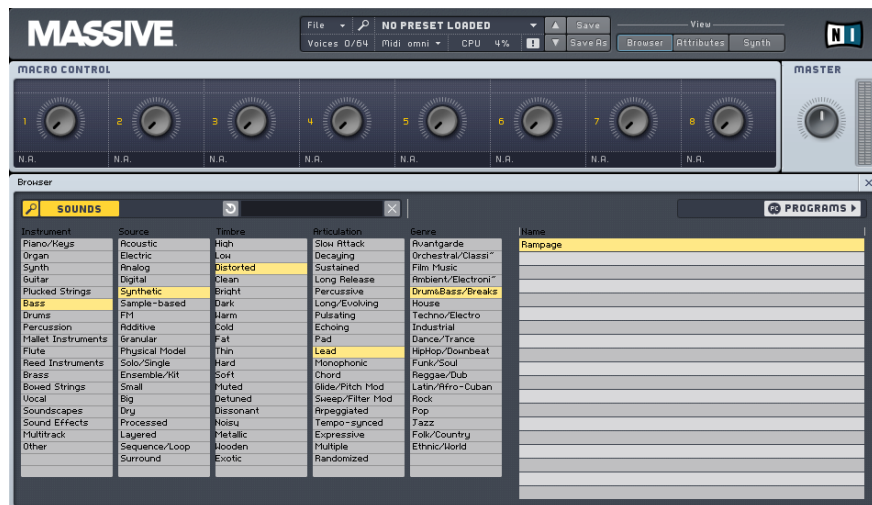 MASSIVE
File
NO PRESET LOADED
Save
View
Voices 0/64
Midi omni
CPU 4%
!
Save As
Browser
Attributes
Synth
NI
MACRO CONTROL
MASTER
1 2 3 4 5 6 7 8
N.A. N.A. N.A. N.A. N.A. N.A. N.A. N.A.
Browser
SOUNDS
PC PROGRAMS
Instrument Source Timbre Articulation Genre Name
Piano/Keys Acoustic High Slow Attack Avantgarde Rampage
Organ Electric Low Decaying Orchestral/Classi~
Synth Analog Distorted Sustained Film Music
Guitar Digital Clean Long Release Ambient/Electroni~
Plucked Strings Synthetic Bright Percussive Drum&Bass/Breaks
Bass Sample-based Dark Long/Evolving House
Drums FM Warm Pulsating Techno/Electro
Percussion Additive Cold Echoing Industrial
Mallet Instruments Granular Fat Pad Dance/Trance
Flute Physical Model Thin Lead HipHop/Downbeat
Reed Instruments Solo/Single Hard Monophonic Funk/Soul
Brass Ensemble/Kit Soft Chord Reggae/Dub
Bowed Strings Small Muted Glide/Pitch Mod Latin/Afro-Cuban
Vocal Big Detuned Sweep/Filter Mod Rock
Soundscapes Dry Dissonant Arpeggiated Pop
Sound Effects Processed Noisy Tempo-synced Jazz
Multitrack Layered Metallic Expressive Folk/Country
Other Sequence/Loop Wooden Multiple Ethnic/World
Surround Exotic Randomized